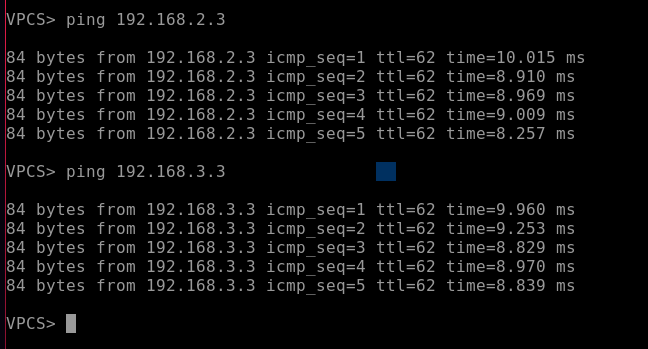 VPCS> ping 192.168.2.3
84 bytes from 192.168.2.3 icmp_seq=1 ttl=62 time=10.015 ms
84 bytes from 192.168.2.3 icmp_seq=2 ttl=62 time=8.910 ms
84 bytes from 192.168.2.3 icmp_seq=3 ttl=62 time=8.969 ms
84 bytes from 192.168.2.3 icmp_seq=4 ttl=62 time=9.009 ms
84 bytes from 192.168.2.3 icmp_seq=5 ttl=62 time=8.257 ms
VPCS> ping 192.168.3.3
84 bytes from 192.168.3.3 icmp_seq=1 ttl=62 time=9.960 ms
84 bytes from 192.168.3.3 icmp_seq=2 ttl=62 time=9.253 ms
84 bytes from 192.168.3.3 icmp_seq=3 ttl=62 time=8.829 ms
84 bytes from 192.168.3.3 icmp_seq=4 ttl=62 time=8.970 ms
84 bytes from 192.168.3.3 icmp_seq=5 ttl=62 time=8.839 ms
VPCS>